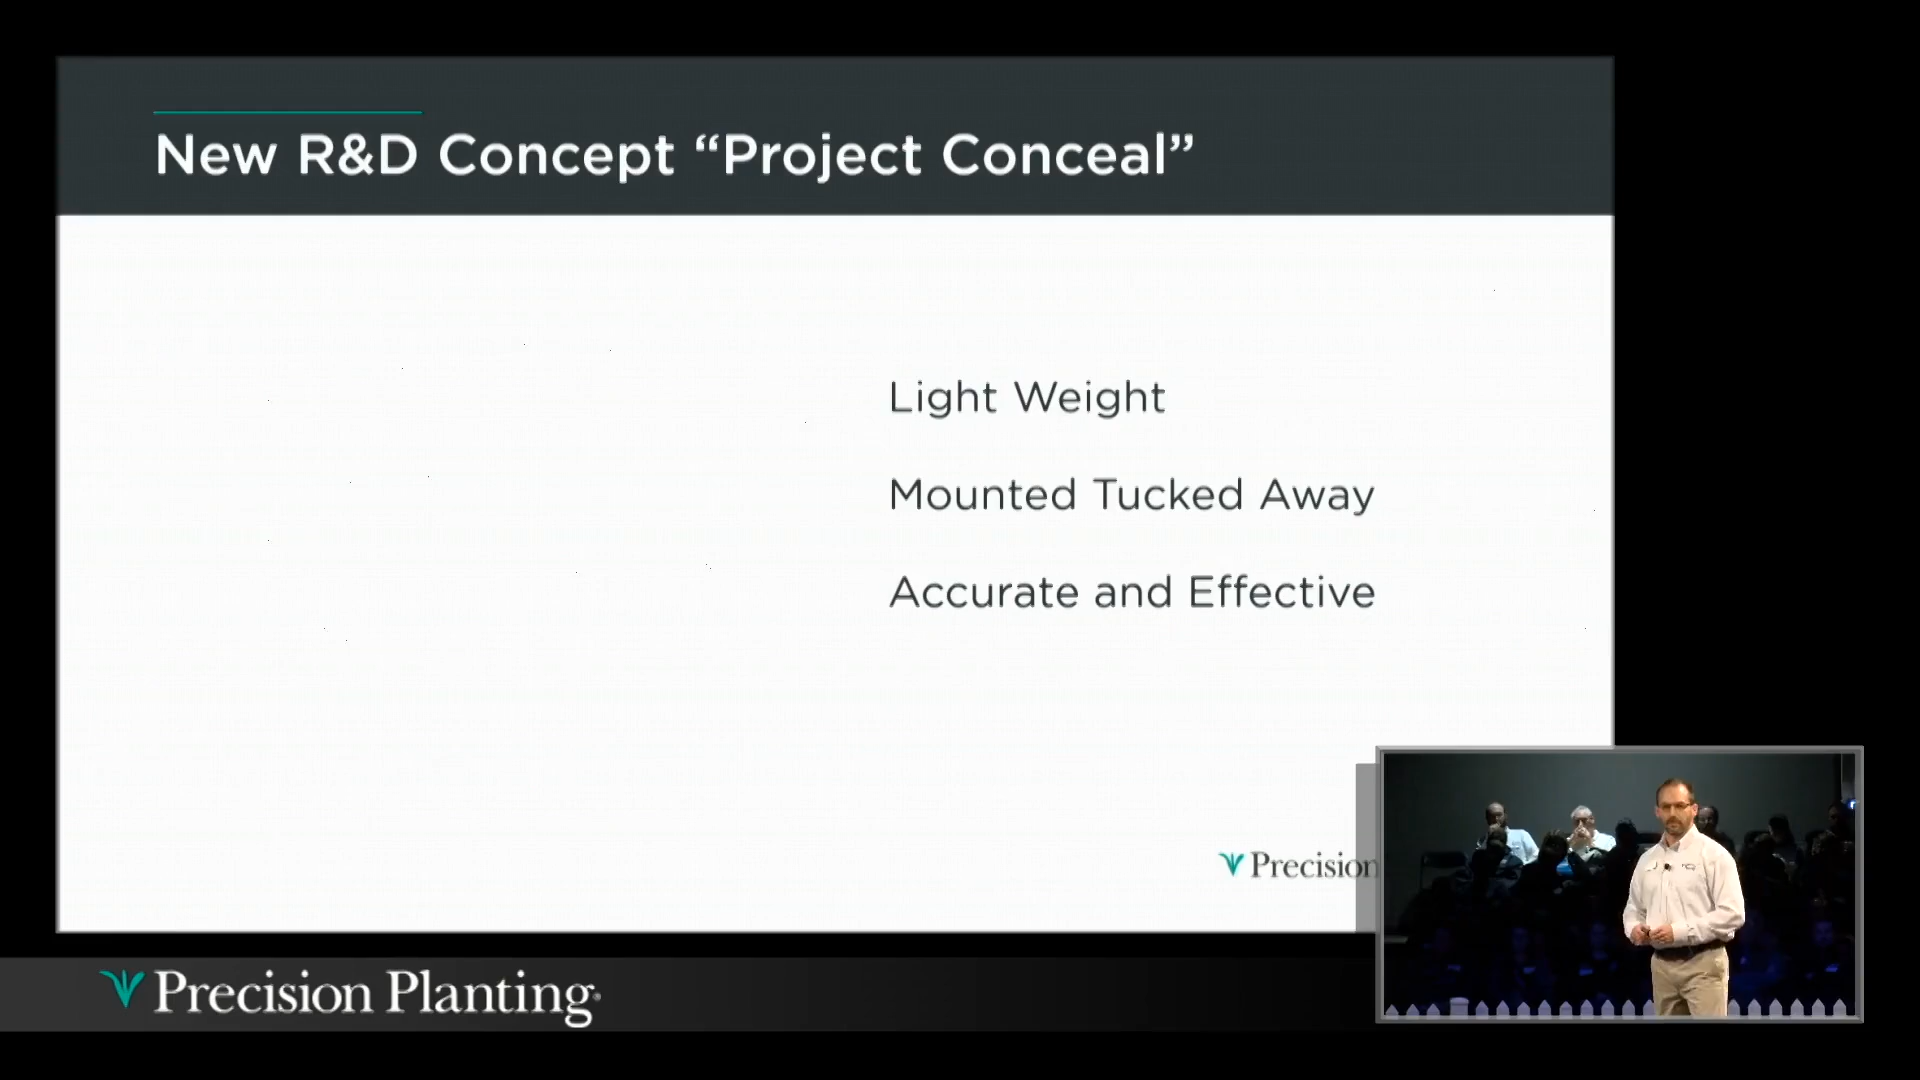 New R&D Concept “Project Conceal”
Light Weight
Mounted Tucked Away
Accurate and Effective
Precision
Precision Planting